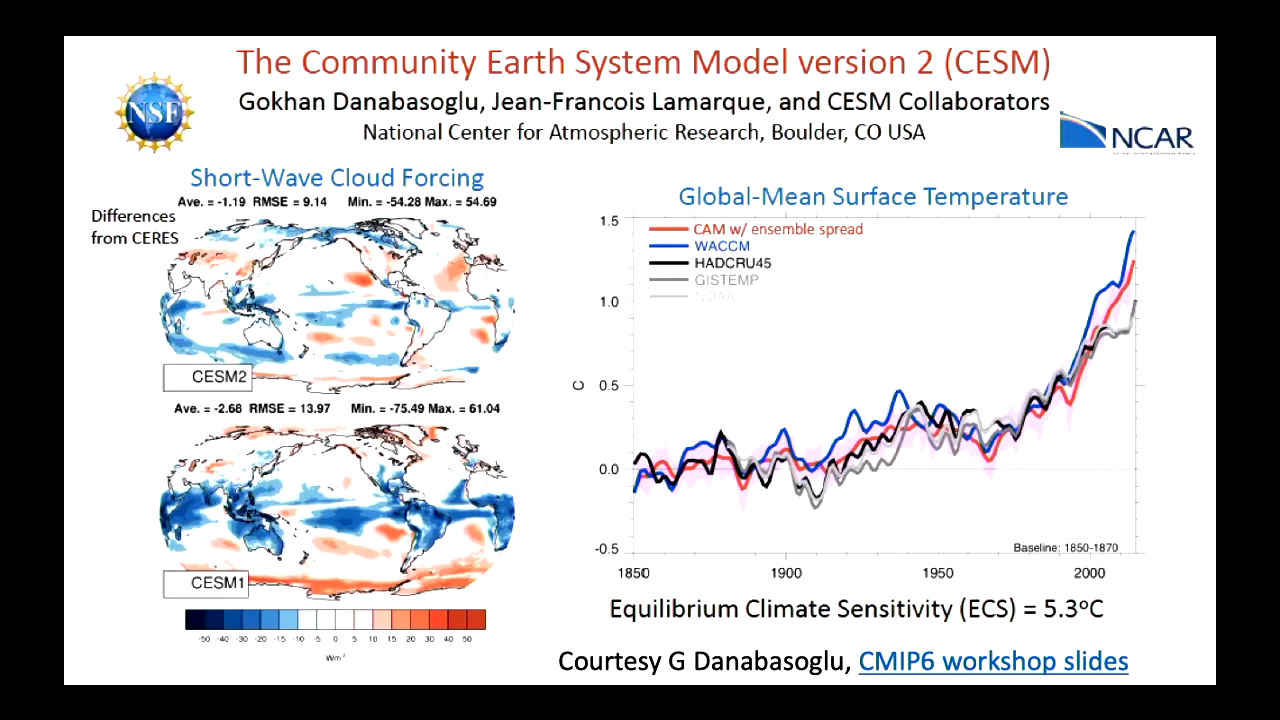 The Community Earth System Model version 2 (CESM)
Gokhan Danabasoglu, Jean-Francois Lamarque, and CESM Collaborators
National Center for Atmospheric Research, Boulder, CO USA
NSF
NCAR
Short-Wave Cloud Forcing
Ave. = -1.19 RMSE = 9.14 Min. = -54.28 Max. = 54.69
Differences
from CERES
CESM2
Ave. = -2.68 RMSE = 13.97 Min. = -75.49 Max. = 61.04
CESM1
-50 -40 -30 -20 -15 -10 -5 0 5 10 15 20 30 40 50
Wm-2
Global-Mean Surface Temperature
CAM w/ ensemble spread
WACCM
HADCRU45
GISTEMP
NOAA
1.5
1.0
0.5
0.0
-0.5
C
Baseline: 1850-1870
1850 1900 1950 2000
Equilibrium Climate Sensitivity (ECS) = 5.3ºC
Courtesy G Danabasoglu, CMIP6 workshop slides